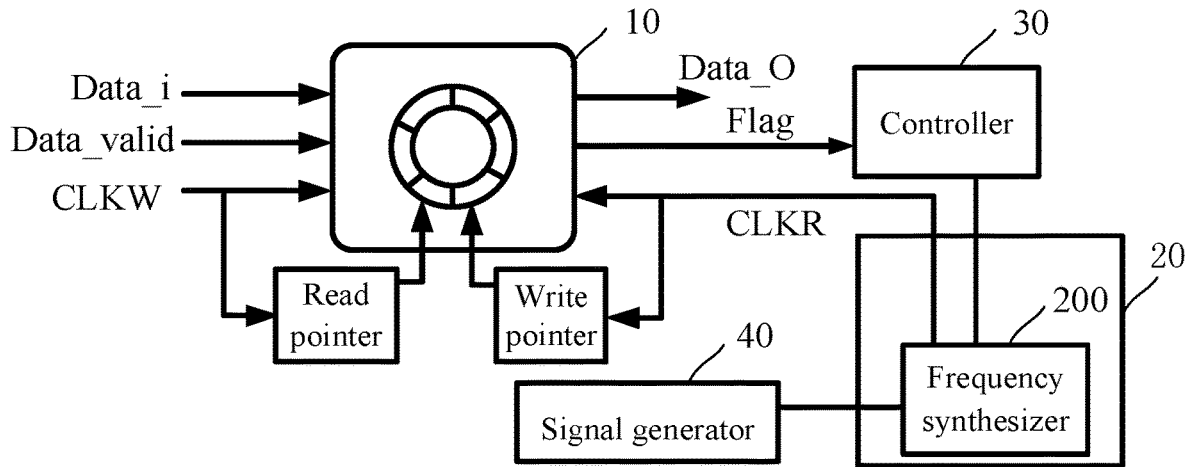 10
30
Data_i
Data_O
Data_valid
Flag
Controller
CLKW
CLKR
20
Read
pointer
Write
pointer
200
40
Frequency
synthesizer
Signal generator